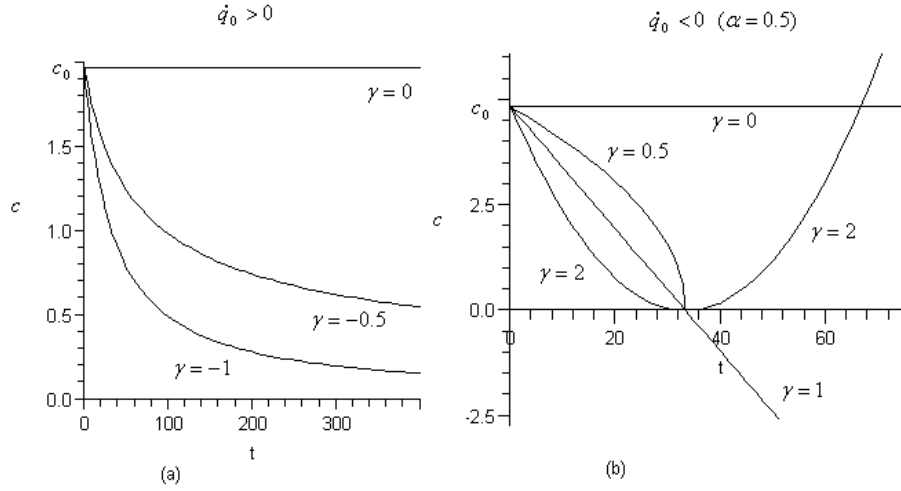 q̇₀ > 0
c₀
γ = 0
1.5
c
1.0
0.5
γ = −0.5
γ = −1
0.0
0 100 200 300
t
(a)
q̇₀ < 0 (α = 0.5)
c₀
γ = 0
γ = 0.5
2.5
c
γ = 2
γ = 2
0.0
0 20 40 60
t
γ = 1
-2.5
(b)